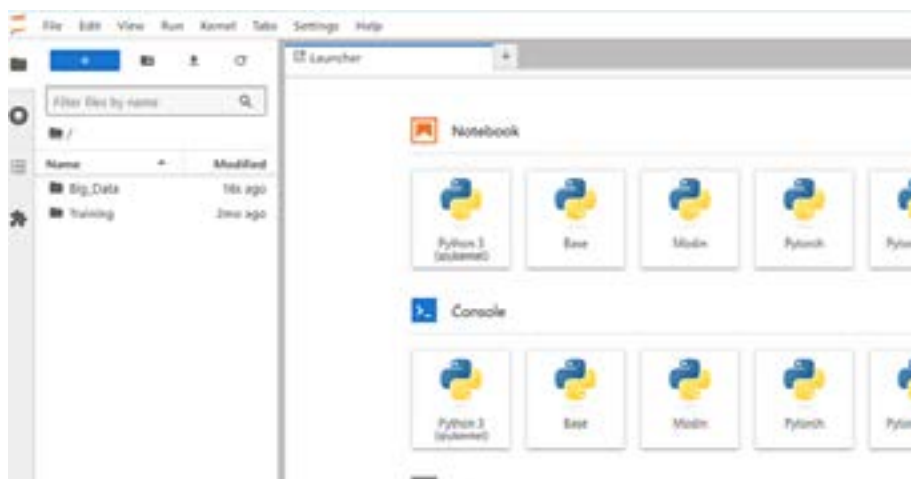 File Edit View Run Kernel Tabs Settings Help
Launcher
Filter files by name
/
Name Modified
Big_Data 16s ago
Training 2mo ago
Notebook
Python 3 Base Modin Pytorch
(ipykernel)
Console
Python 3 Base Modin Pytorch
(ipykernel)